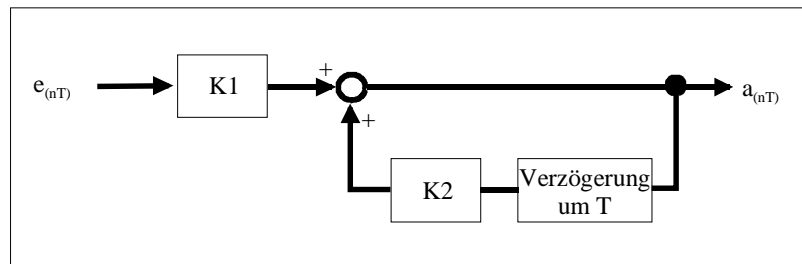 e(nT)
K1
+
+
a(nT)
K2
Verzögerung
um T